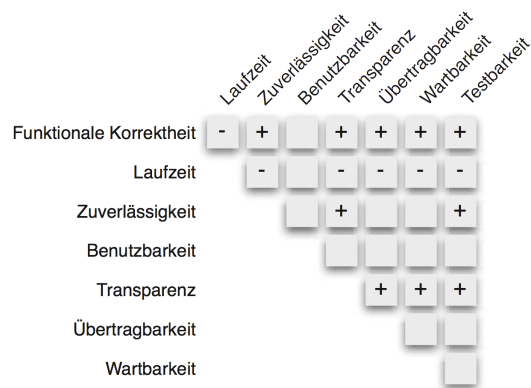 Laufzeit
Zuverlässigkeit
Benutzbarkeit
Transparenz
Übertragbarkeit
Wartbarkeit
Testbarkeit
Funktionale Korrektheit - + + + + +
Laufzeit - - - - -
Zuverlässigkeit + +
Benutzbarkeit
Transparenz + + +
Übertragbarkeit
Wartbarkeit